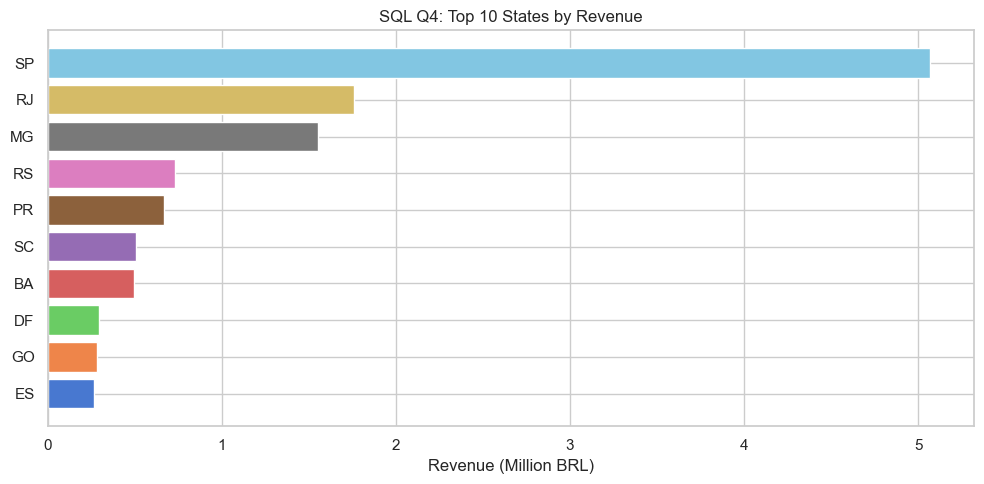 SQL Q4: Top 10 States by Revenue
SP
RJ
MG
RS
PR
SC
BA
DF
GO
ES
0 1 2 3 4 5
Revenue (Million BRL)